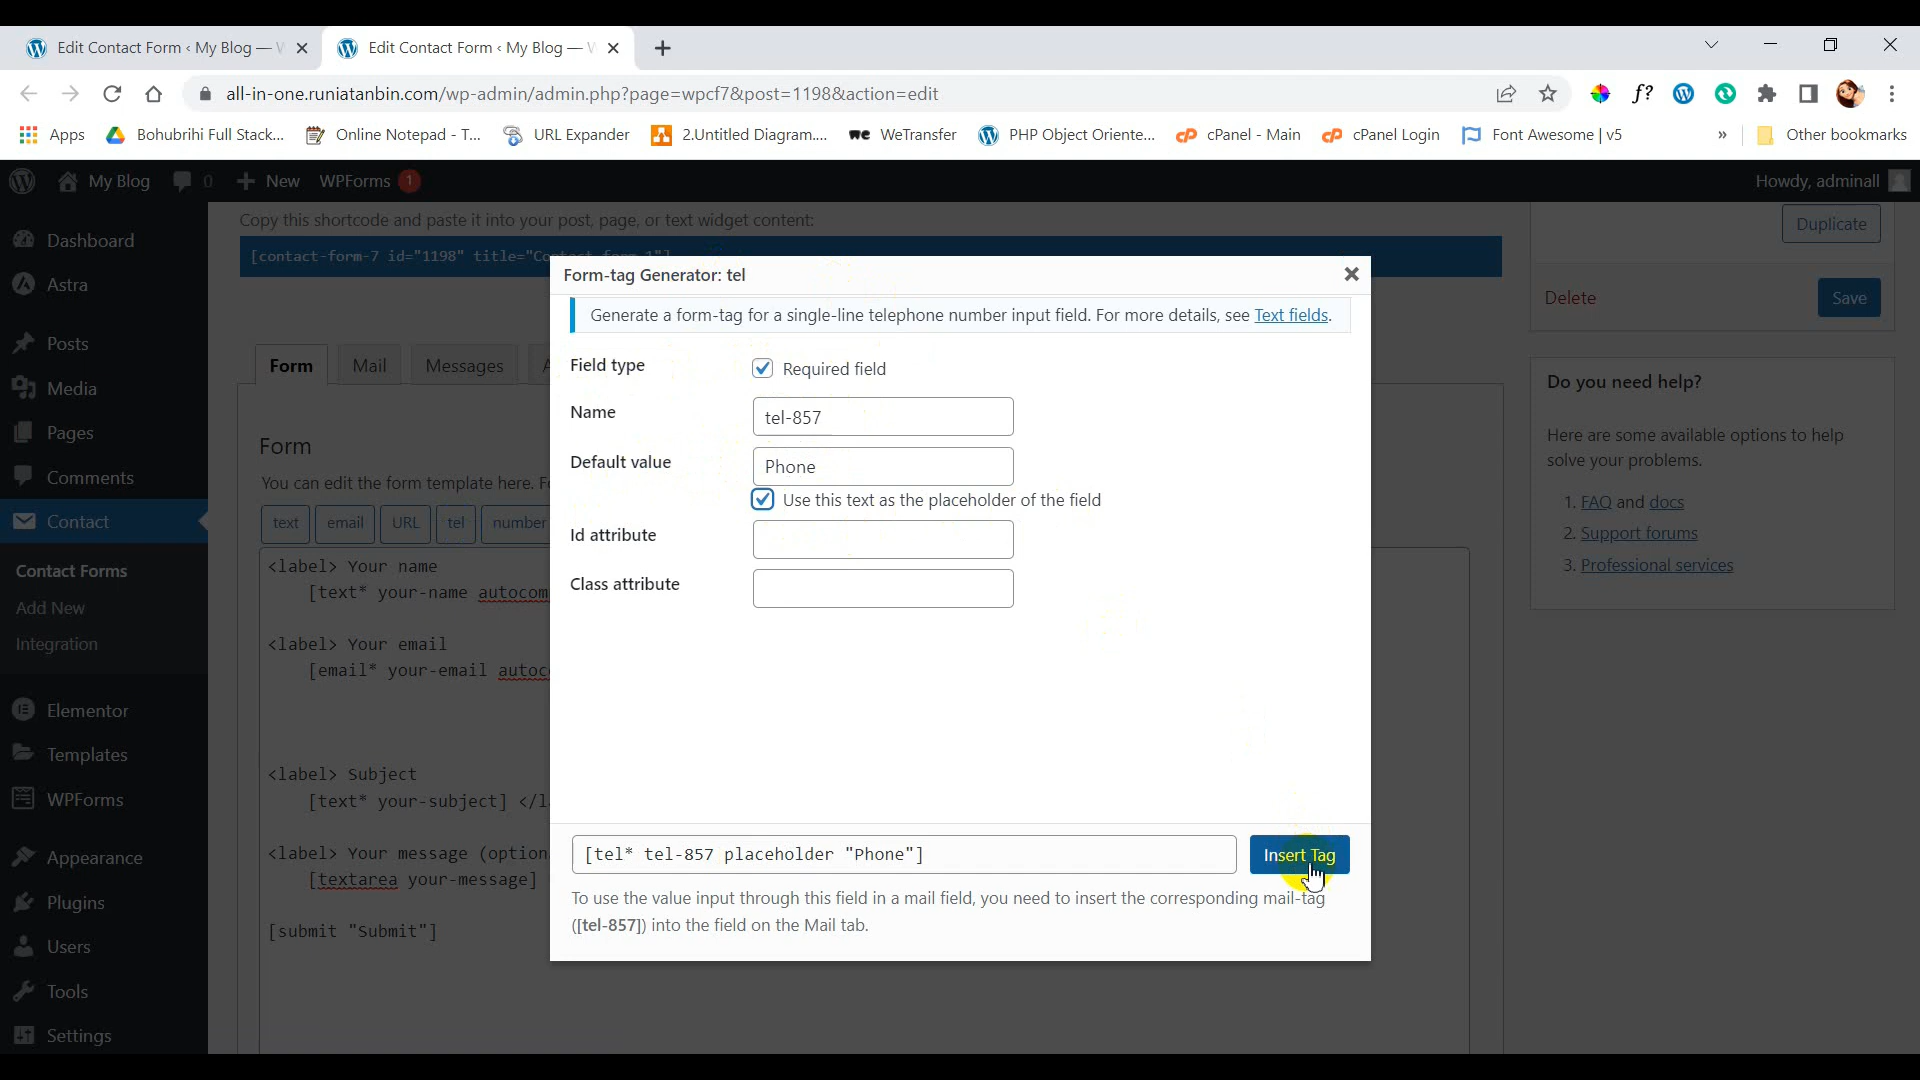 Edit Contact Form ‹ My Blog —
Edit Contact Form ‹ My Blog —
all-in-one.runiatanbin.com/wp-admin/admin.php?page=wpcf7&post=1198&action=edit
f?
Apps
Bohubrihi Full Stack...
Online Notepad - T...
URL Expander
2.Untitled Diagram....
WeTransfer
PHP Object Oriente...
cPanel - Main
cPanel Login
Font Awesome | v5
»
Other bookmarks
My Blog
0
New
WPForms
1
Howdy, adminall
Dashboard
Astra
Posts
Media
Pages
Comments
Contact
Contact Forms
Add New
Integration
Elementor
Templates
WPForms
Appearance
Plugins
Users
Tools
Settings
Copy this shortcode and paste it into your post, page, or text widget content:
[contact-form-7 id="1198" title="Contact form 1"]
Form
Mail
Messages
Form
You can edit the form template here.
text
email
URL
tel
number
<label> Your name
[text* your-name
<label> Your email
[email* your-email
<label> Subject
[text* your-subject]
<label> Your message
[textarea your-message]
[submit "Submit"]
Form-tag Generator: tel
Generate a form-tag for a single-line telephone number input field. For more details, see Text fields.
Field type
Required field
Name
tel-857
Default value
Phone
Use this text as the placeholder of the field
Id attribute
Class attribute
[tel* tel-857 placeholder "Phone"]
Insert Tag
To use the value input through this field in a mail field, you need to insert the corresponding mail-tag
([tel-857]) into the field on the Mail tab.
Duplicate
Delete
Save
Do you need help?
Here are some available options to help
solve your problems.
1. FAQ and docs
2. Support forums
3. Professional services